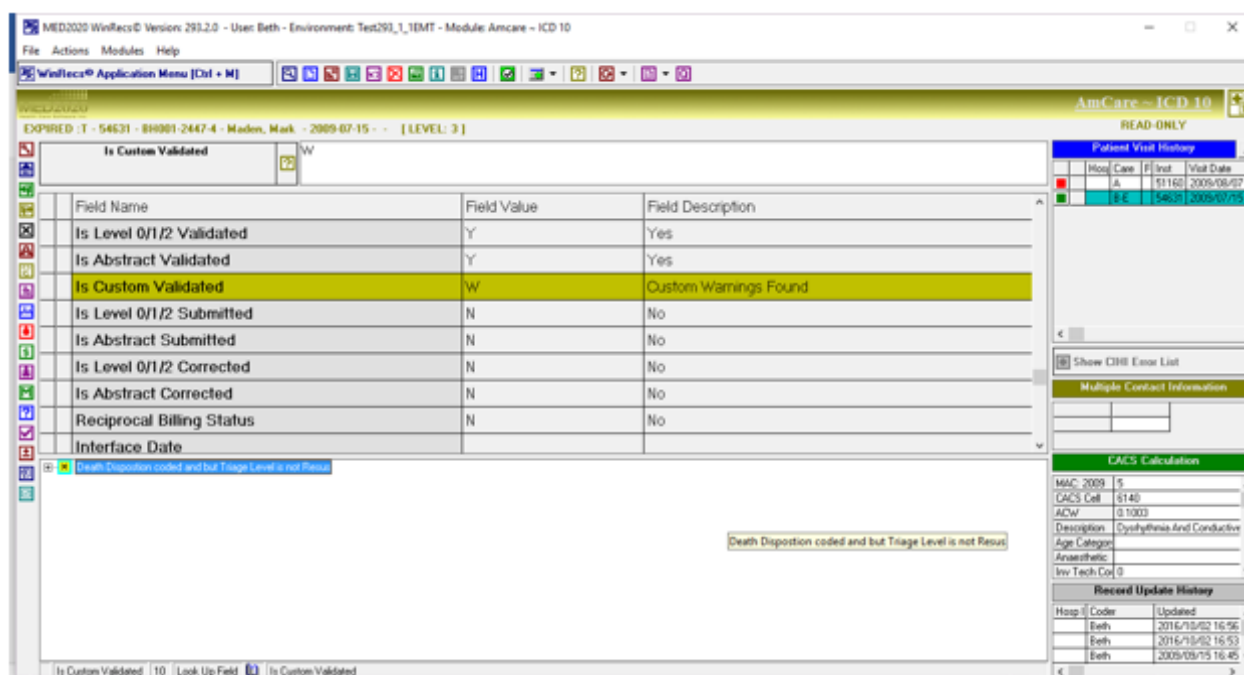 MED2020 WinRecs© Version: 293.2.0 - User: Beth - Environment: Test293_1_1EMT - Module: Amcare ~ ICD 10
File Actions Modules Help
WinRecs© Application Menu [Ctrl + M]
MED2020
AmCare ~ ICD 10
EXPIRED :T - 54631 - BH001-2447-4 - Maden, Mark - 2009-07-15 - - [ LEVEL: 3 ]
READ-ONLY
Is Custom Validated
W
Field Name Field Value Field Description
Is Level 0/1/2 Validated Y Yes
Is Abstract Validated Y Yes
Is Custom Validated W Custom Warnings Found
Is Level 0/1/2 Submitted N No
Is Abstract Submitted N No
Is Level 0/1/2 Corrected N No
Is Abstract Corrected N No
Reciprocal Billing Status N No
Interface Date
Death Dispostion coded and but Triage Level is not Resus
Death Dispostion coded and but Triage Level is not Resus
Is Custom Validated 10 Look Up Field Is Custom Validated
Patient Visit History
Hosp Care F Inst Visit Date
A 51160 2009/08/07
B-E 54631 2009/07/15
Show CIHI Error List
Multiple Contact Information
CACS Calculation
MAC: 2009 5
CACS Cell 6140
ACW 0.1003
Description Dysrhythmia And Conductive
Age Categor
Anaesthetic
Inv Tech Co 0
Record Update History
Hosp I Coder Updated
Beth 2016/10/02 16:56
Beth 2016/10/02 16:53
Beth 2009/09/15 16:45